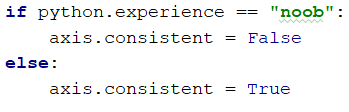 if python.experience == "noob":
    axis.consistent = False
else:
    axis.consistent = True